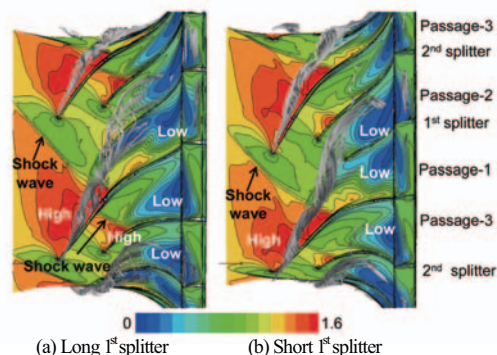 Passage-3
2nd splitter
Passage-2
1st splitter
Passage-1
Passage-3
2nd splitter
Shock wave
High
High
Shock wave
Low
Low
Low
Shock wave
High
Low
Low
0
1.6
(a) Long 1st splitter
(b) Short 1st splitter